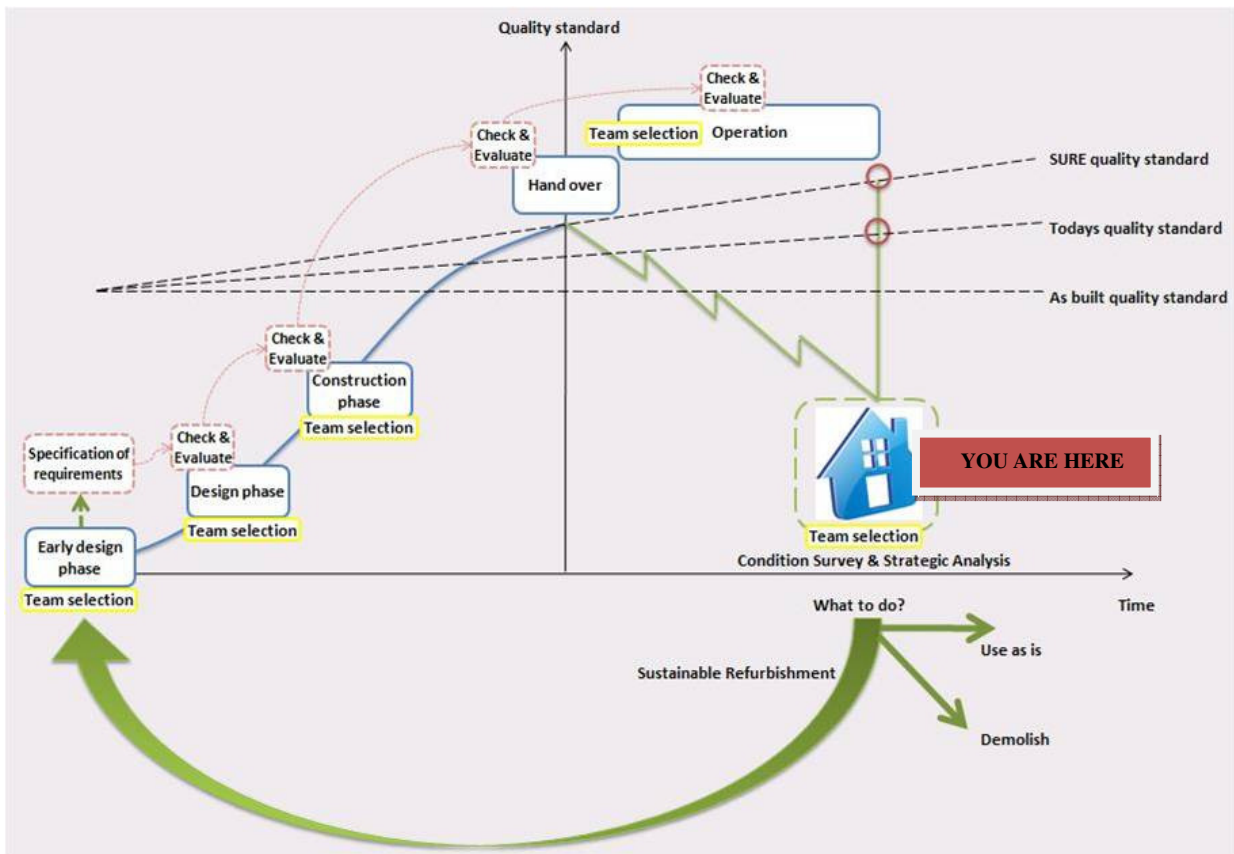 Quality standard
Check &
Evaluate
Team selection
Operation
Check &
Evaluate
Hand over
SURE quality standard
Todays quality standard
As built quality standard
Check &
Evaluate
Construction
phase
Team selection
Check &
Evaluate
Specification of
requirements
Design phase
Team selection
Early design
phase
Team selection
YOU ARE HERE
Team selection
Condition Survey & Strategic Analysis
What to do?
Time
Use as is
Sustainable Refurbishment
Demolish